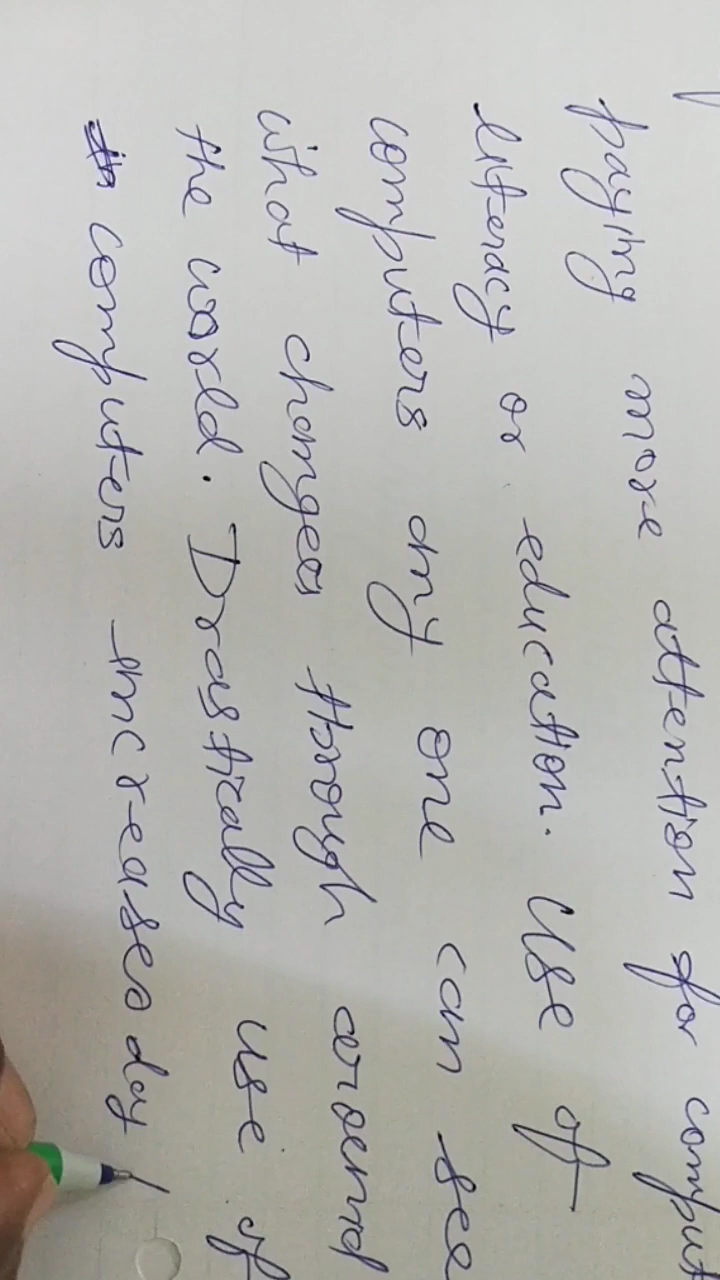 paying more attention for comput
literacy or education. Use of
computers any one can see
what changes through around
the world. Drastically use of
computers increases day